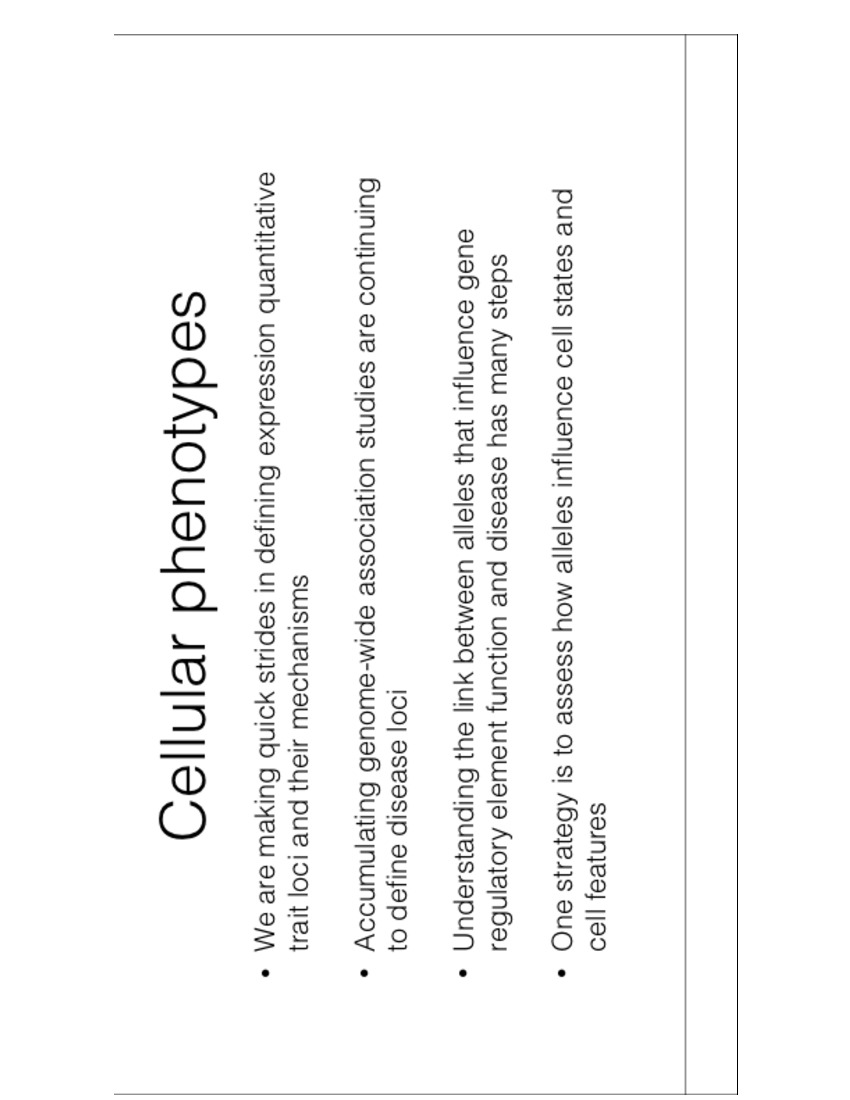 Cellular phenotypes
• We are making quick strides in defining expression quantitative
trait loci and their mechanisms
• Accumulating genome-wide association studies are continuing
to define disease loci
• Understanding the link between alleles that influence gene
regulatory element function and disease has many steps
• One strategy is to assess how alleles influence cell states and
cell features